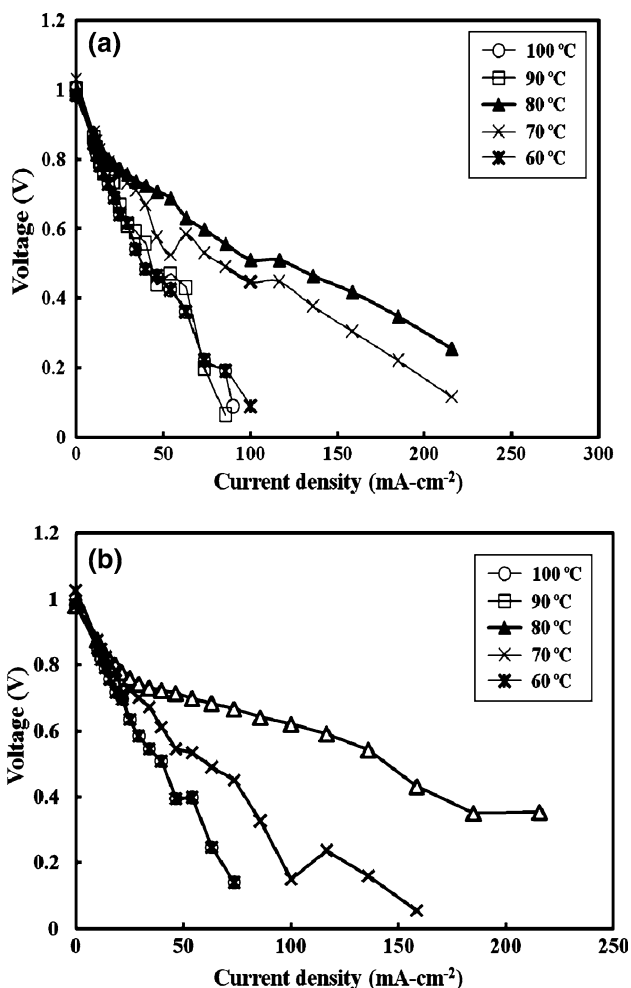 (a)
100 ºC
90 ºC
80 ºC
70 ºC
60 ºC
1.2
1
0.8
0.6
0.4
0.2
0
Voltage (V)
0
50
100
150
200
250
300
Current density (mA-cm⁻²)
(b)
100 ºC
90 ºC
80 ºC
70 ºC
60 ºC
1.2
1
0.8
0.6
0.4
0.2
0
Voltage (V)
0
50
100
150
200
250
Current density (mA-cm⁻²)